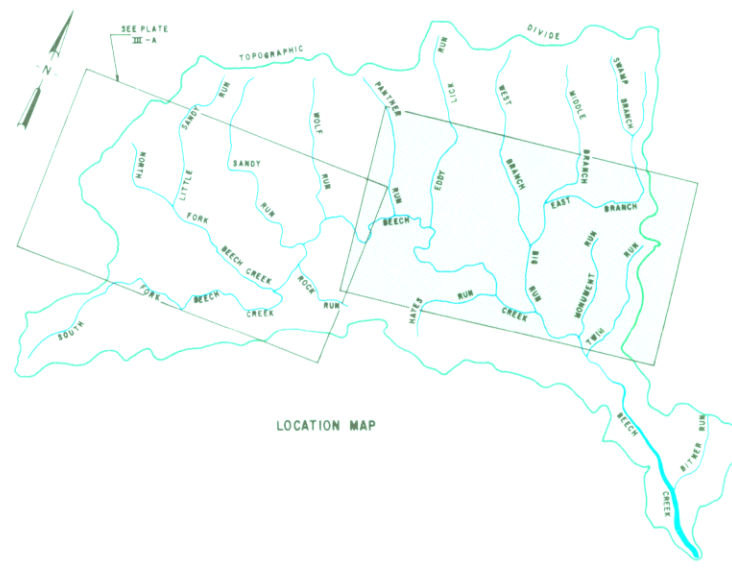 SEE PLATE
III-A
N
TOPOGRAPHIC
DIVIDE
LITTLE SANDY RUN
SANDY RUN
WOLF RUN
PANTHER RUN
EDDY LICK RUN
WEST BRANCH
MIDDLE BRANCH
SWAMP BRANCH
EAST BRANCH
BIG RUN
NORTH FORK BEECH CREEK
SOUTH FORK BEECH CREEK
ROCK RUN
BEECH CREEK
HAYES RUN
MONUMENT RUN
TWIN RUN
BEECH CREEK
BITNER RUN
LOCATION MAP